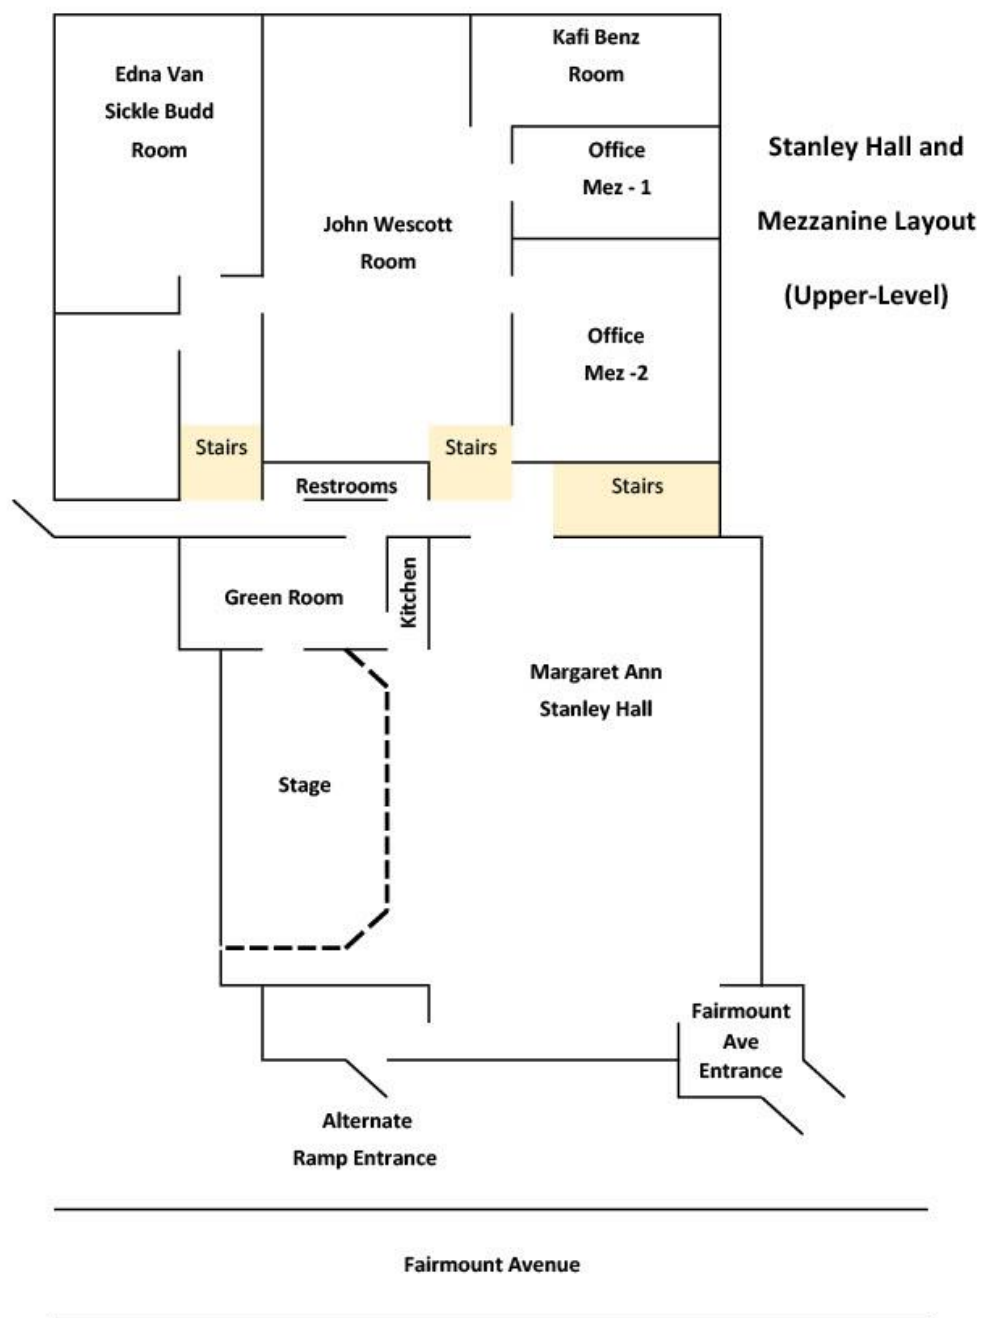 Kafi Benz
Room
Edna Van
Sickle Budd
Room
Office
Mez - 1
Stanley Hall and
Mezzanine Layout
(Upper-Level)
John Wescott
Room
Office
Mez -2
Stairs
Stairs
Restrooms
Stairs
Green Room
Kitchen
Margaret Ann
Stanley Hall
Stage
Fairmount
Ave
Entrance
Alternate
Ramp Entrance
Fairmount Avenue